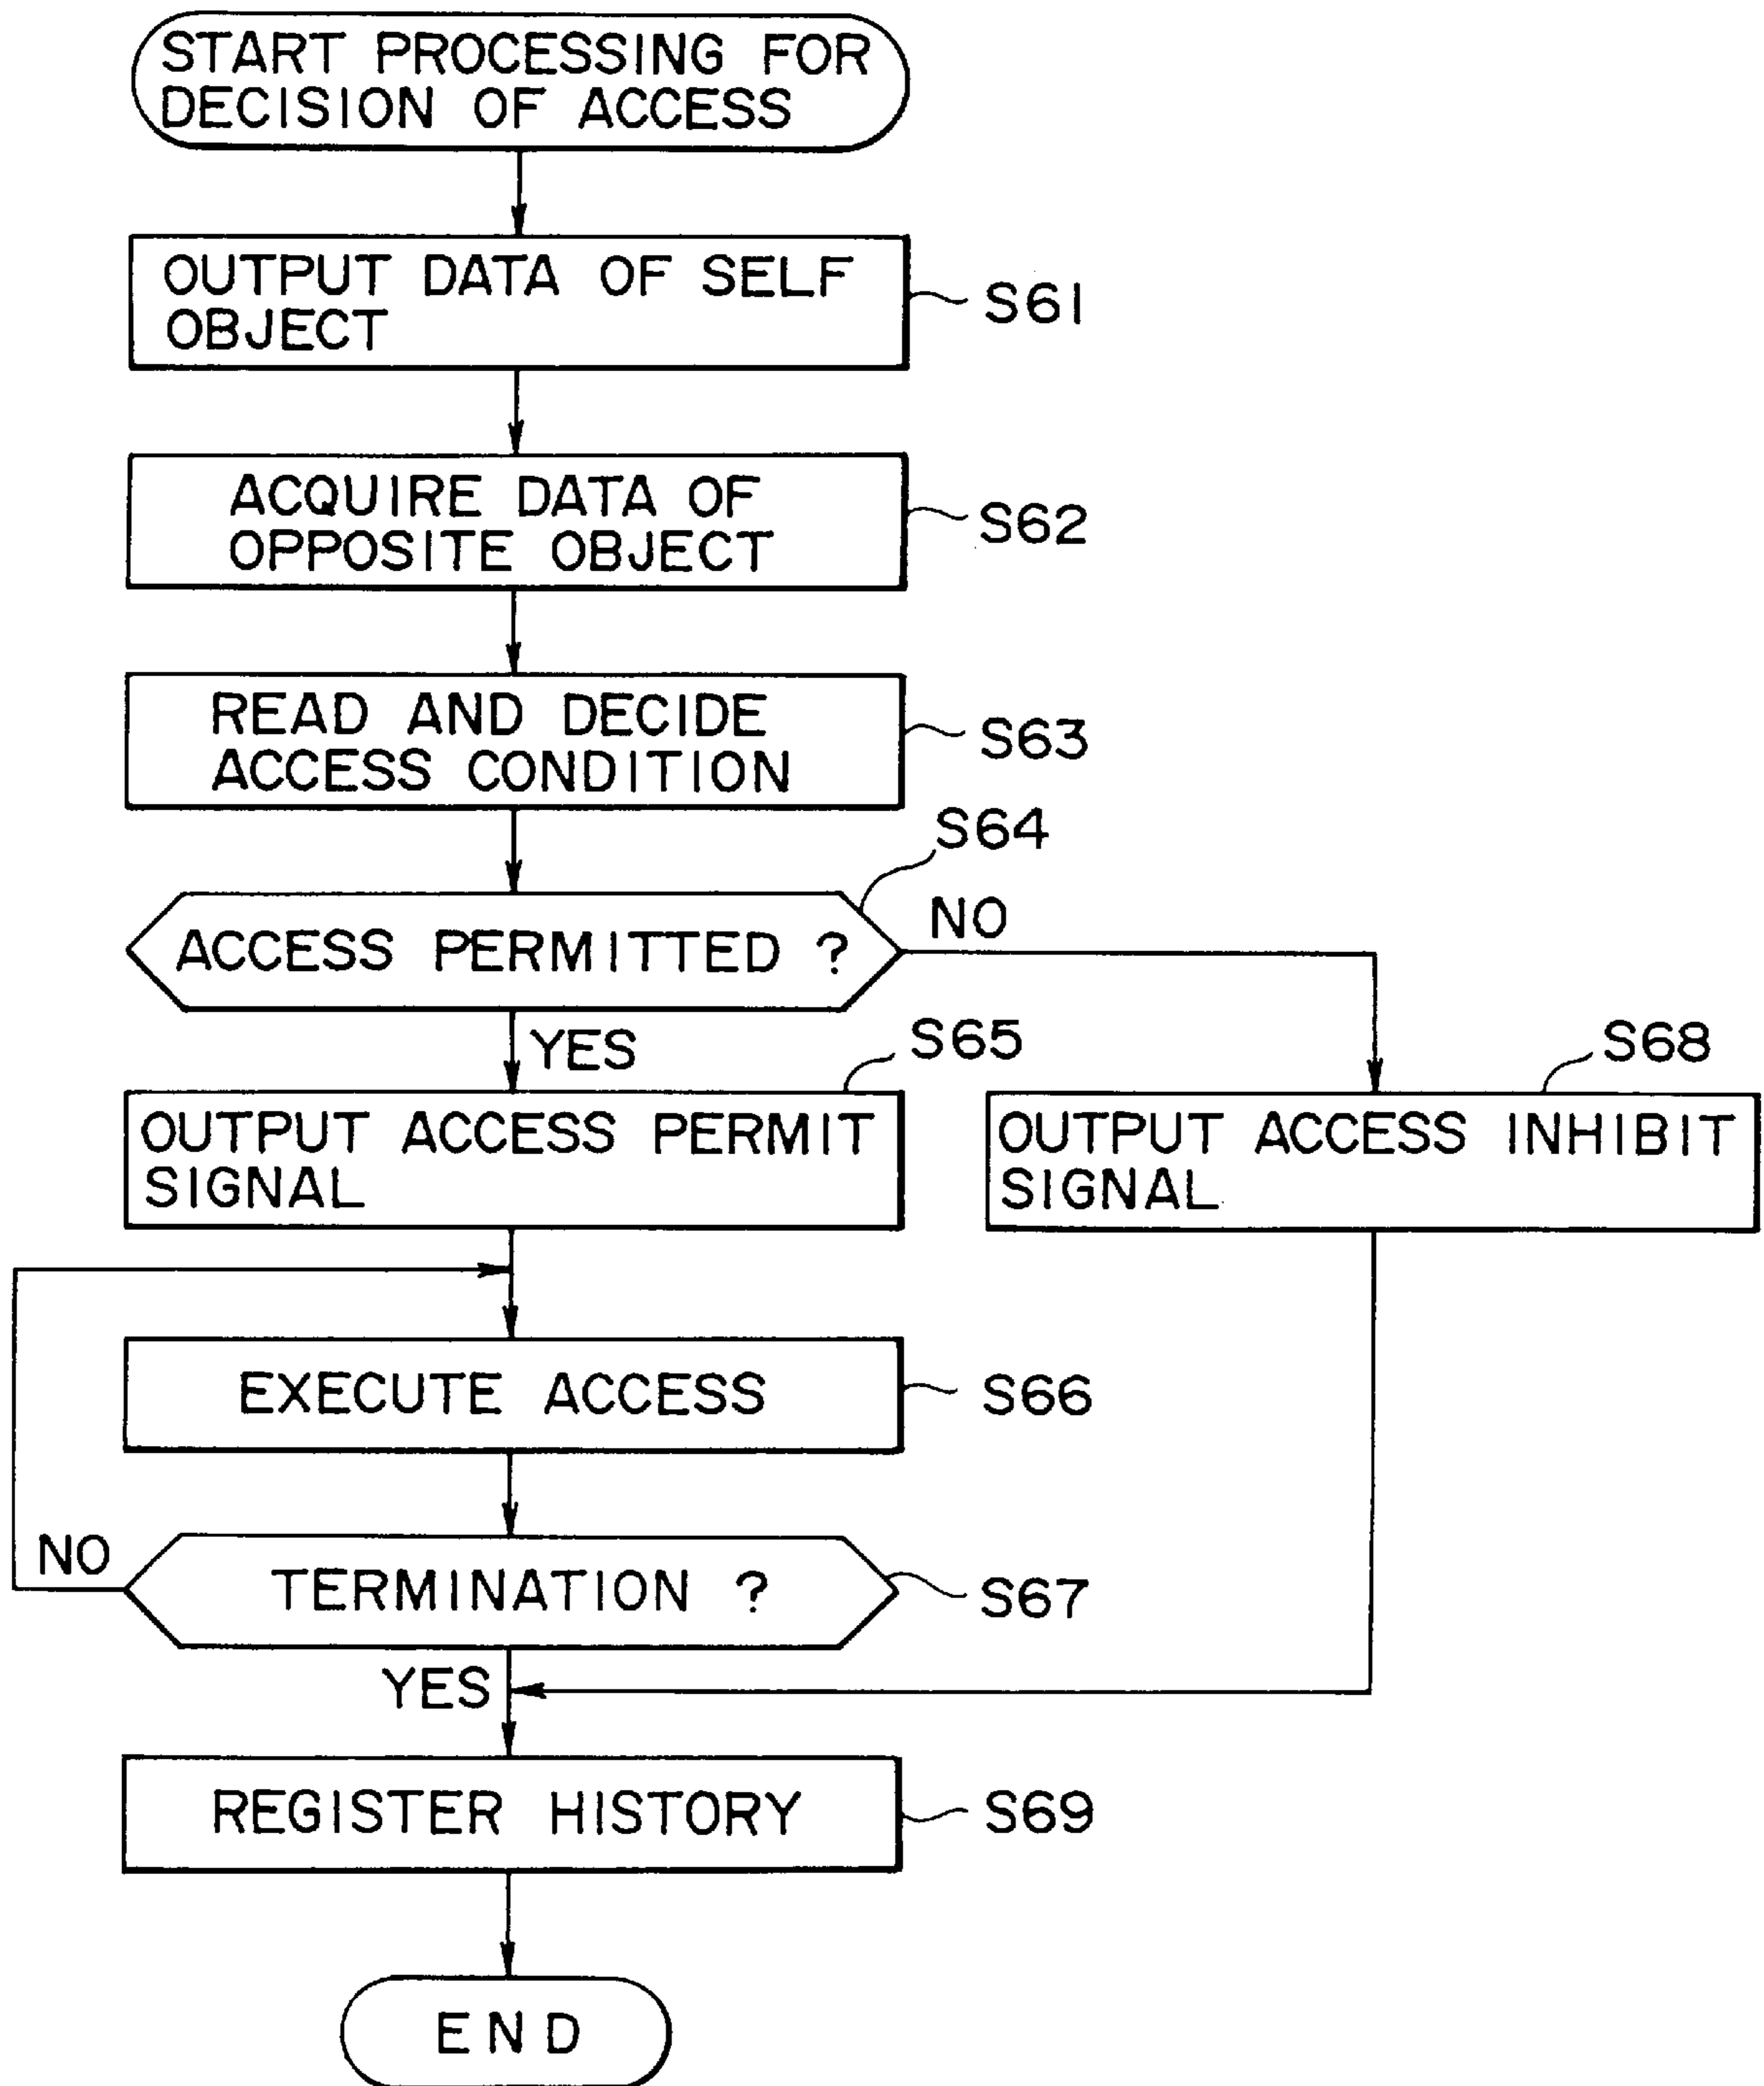 START PROCESSING FOR
DECISION OF ACCESS
OUTPUT DATA OF SELF
OBJECT
S61
ACQUIRE DATA OF
OPPOSITE OBJECT
S62
READ AND DECIDE
ACCESS CONDITION
S63
S64
ACCESS PERMITTED ?
NO
YES
S65
S68
OUTPUT ACCESS PERMIT
SIGNAL
OUTPUT ACCESS INHIBIT
SIGNAL
EXECUTE ACCESS
S66
NO
TERMINATION ?
S67
YES
REGISTER HISTORY
S69
END